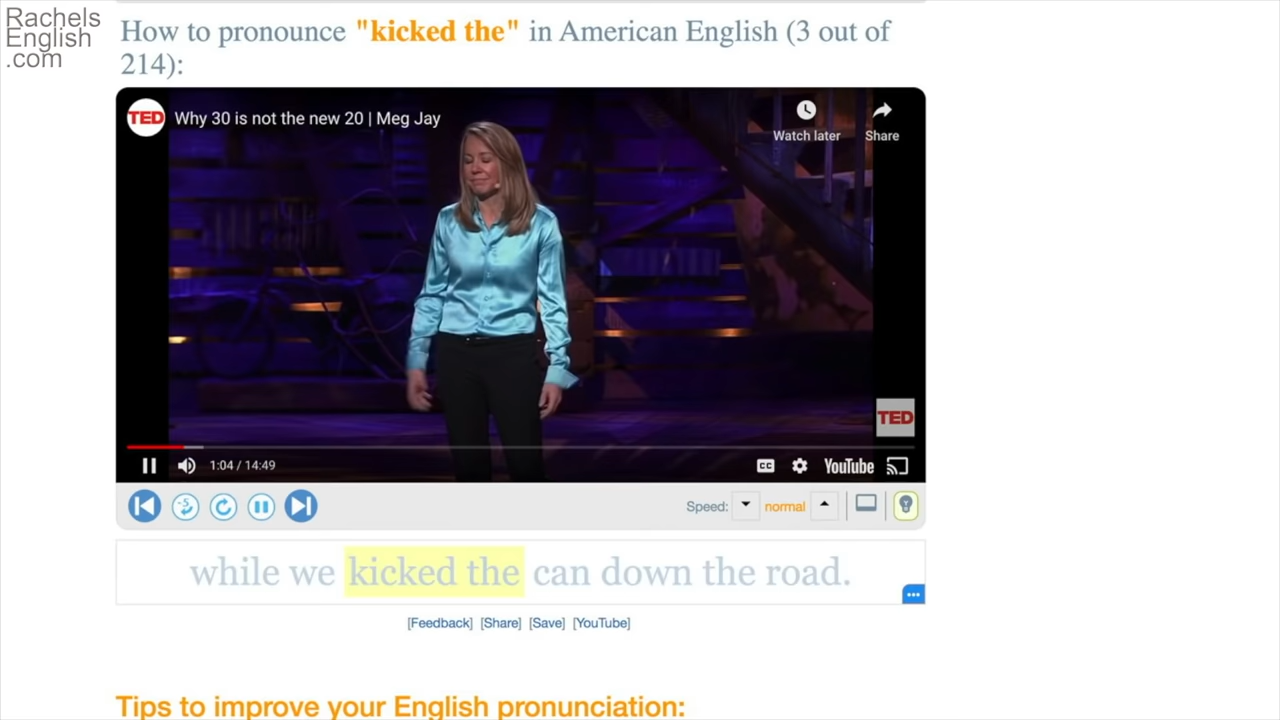 Rachels
English
.com
How to pronounce "kicked the" in American English (3 out of
214):
TED
Why 30 is not the new 20 | Meg Jay
Watch later
Share
TED
1:04 / 14:49
CC
YouTube
-5
Speed:
normal
while we kicked the can down the road.
[Feedback] [Share] [Save] [YouTube]
Tips to improve your English pronunciation: